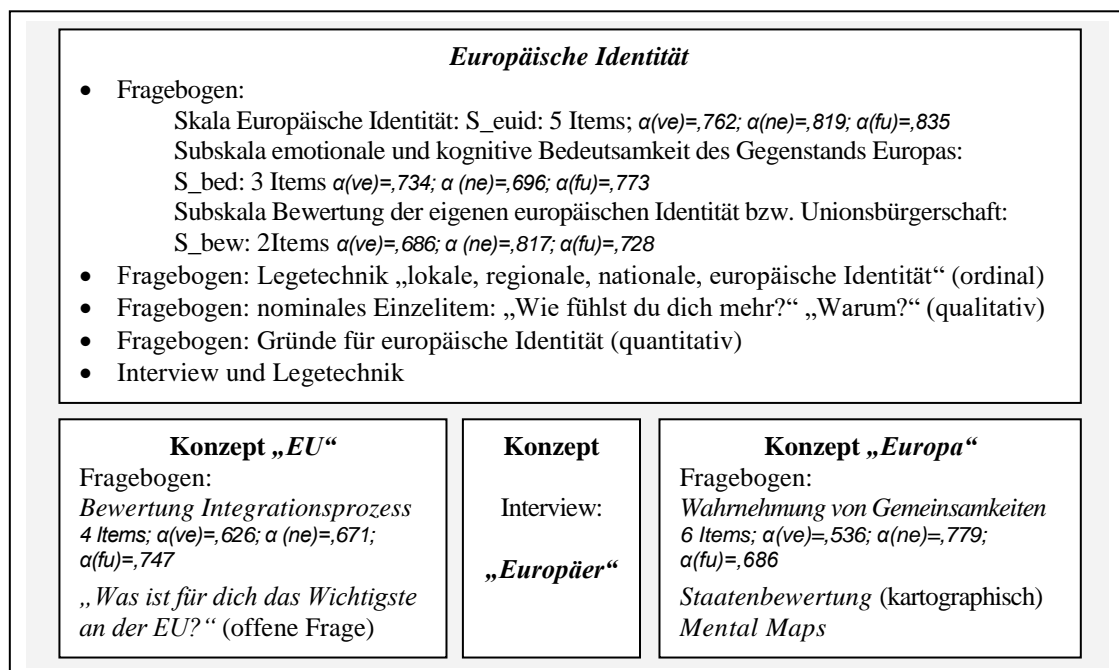 Europäische Identität
• Fragebogen:
Skala Europäische Identität: S_euid: 5 Items; α(ve)=,762; α(ne)=,819; α(fu)=,835
Subskala emotionale und kognitive Bedeutsamkeit des Gegenstands Europas:
S_bed: 3 Items α(ve)=,734; α (ne)=,696; α(fu)=,773
Subskala Bewertung der eigenen europäischen Identität bzw. Unionsbürgerschaft:
S_bew: 2Items α(ve)=,686; α (ne)=,817; α(fu)=,728
• Fragebogen: Legetechnik „lokale, regionale, nationale, europäische Identität“ (ordinal)
• Fragebogen: nominales Einzelitem: „Wie fühlst du dich mehr?“ „Warum?“ (qualitativ)
• Fragebogen: Gründe für europäische Identität (quantitativ)
• Interview und Legetechnik
Konzept „EU“
Fragebogen:
Bewertung Integrationsprozess
4 Items; α(ve)=,626; α (ne)=,671;
α(fu)=,747
„Was ist für dich das Wichtigste
an der EU?“ (offene Frage)
Konzept
Interview:
„Europäer“
Konzept „Europa“
Fragebogen:
Wahrnehmung von Gemeinsamkeiten
6 Items; α(ve)=,536; α(ne)=,779;
α(fu)=,686
Staatenbewertung (kartographisch)
Mental Maps